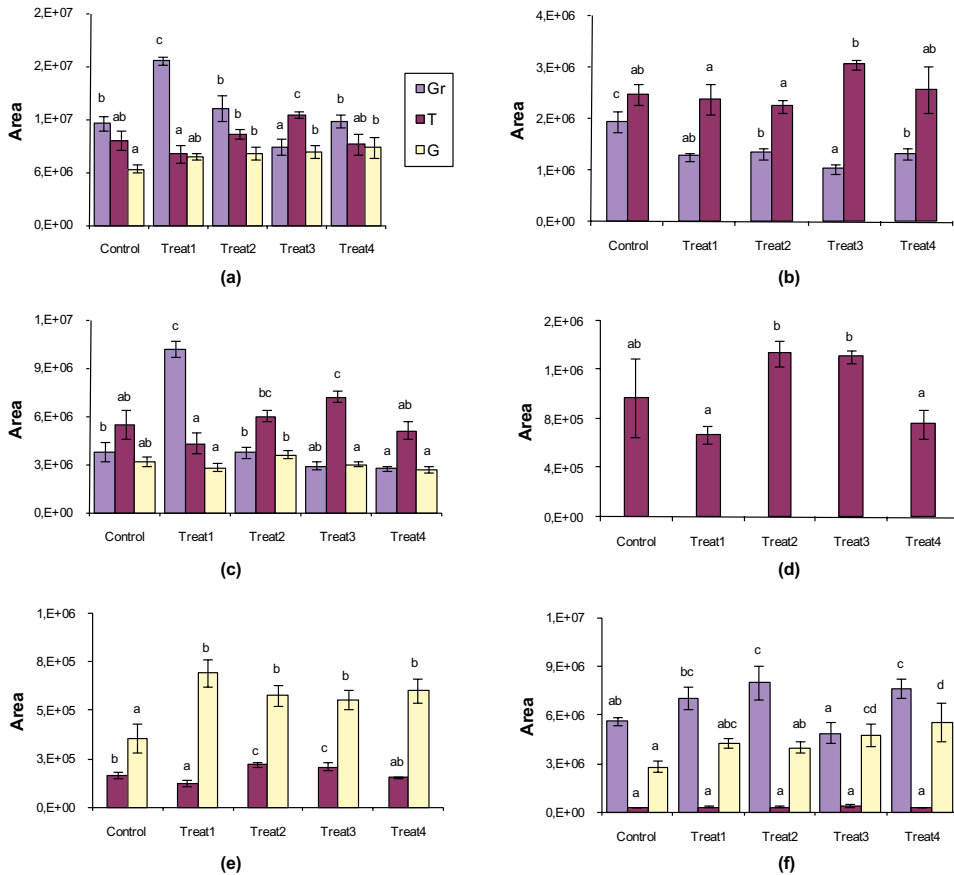 2,E+07
2,E+07
1,E+07
6,E+06
0,E+00
Area
b ab a
c a ab
b b b
a c b
b ab b
Control Treat1 Treat2 Treat3 Treat4
(a)
Gr
T
G
4,E+06
3,E+06
2,E+06
1,E+06
0,E+00
Area
c ab
ab a
b a
a b
b ab
Control Treat1 Treat2 Treat3 Treat4
(b)
1,E+07
9,E+06
6,E+06
3,E+06
0,E+00
Area
b ab ab
c a a
b bc b
ab c a
a ab a
Control Treat1 Treat2 Treat3 Treat4
(c)
2,E+06
1,E+06
8,E+05
4,E+05
0,E+00
Area
ab
a
b
b
a
Control Treat1 Treat2 Treat3 Treat4
(d)
1,E+06
8,E+05
5,E+05
3,E+05
0,E+00
Area
b a
a b
c b
c b
ab b
Control Treat1 Treat2 Treat3 Treat4
(e)
1,E+07
9,E+06
6,E+06
3,E+06
0,E+00
Area
ab a a
bc a abc
c a ab
a a cd
c a d
Control Treat1 Treat2 Treat3 Treat4
(f)